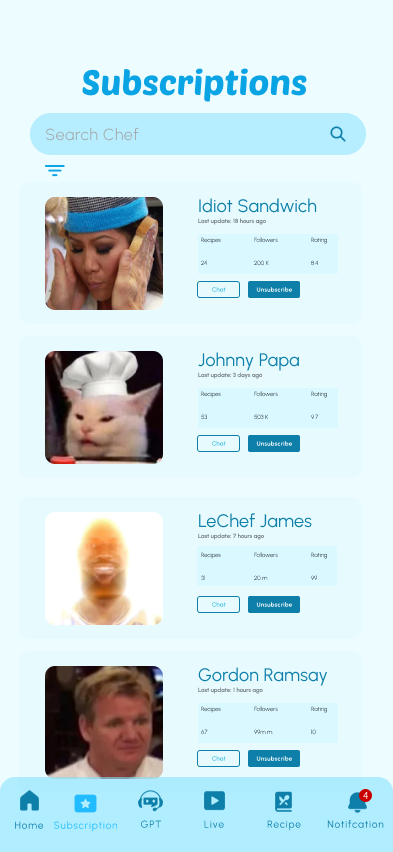 Subscriptions
Search Chef
Idiot Sandwich
Last update: 18 hours ago
Recipes Followers Rating
24 200 K 8.4
Chat Unsubscribe
Johnny Papa
Last update: 3 days ago
Recipes Followers Rating
53 503 K 9.7
Chat Unsubscribe
LeChef James
Last update: 7 hours ago
Recipes Followers Rating
31 20 m 99
Chat Unsubscribe
Gordon Ramsay
Last update: 1 hours ago
Recipes Followers Rating
67 99m m 10
Chat Unsubscribe
4
Home Subscription GPT Live Recipe Notifcation